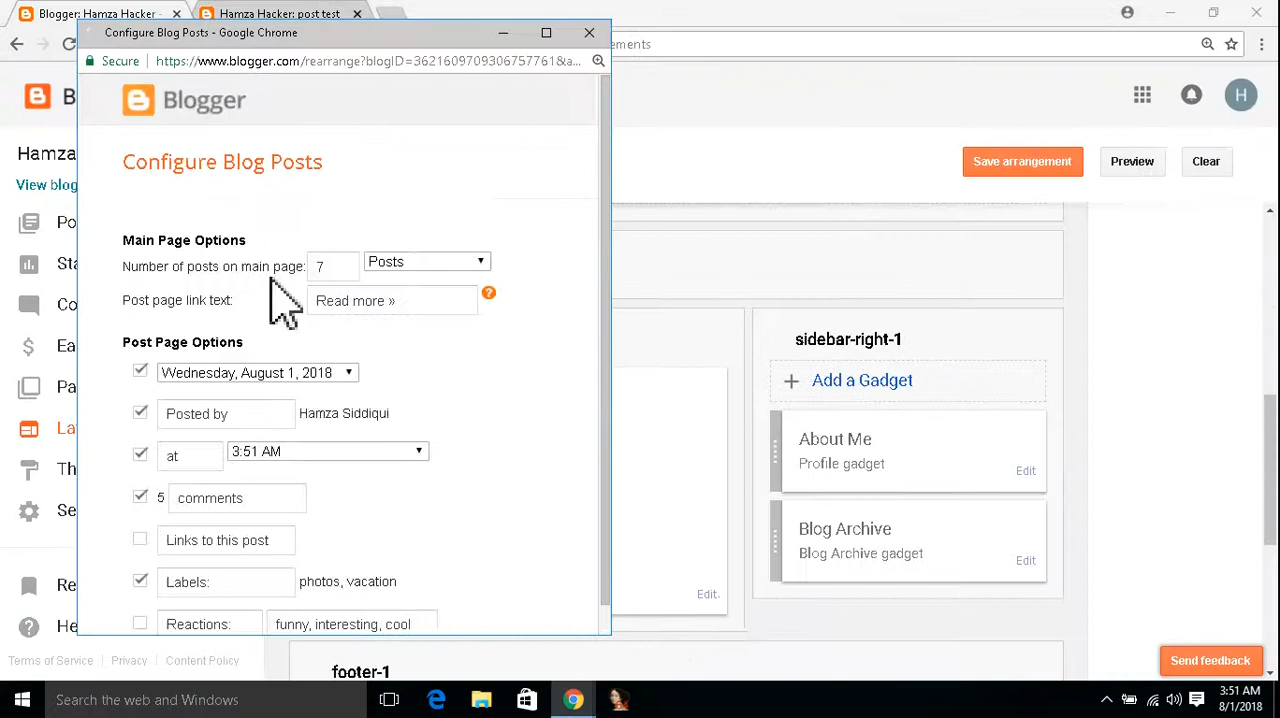 Blogger: Hamza Hacker -
Hamza Hacker: post test
Configure Blog Posts - Google Chrome
Secure
https://www.blogger.com/rearrange?blogID=3621609709306757761&a...
ements
B
Blogger
H
Hamza
Configure Blog Posts
Save arrangement
Preview
Clear
View blog
Po
Sta
Main Page Options
Number of posts on main page:
7
Posts
Co
Post page link text:
Read more »
?
Ea
Post Page Options
sidebar-right-1
Wednesday, August 1, 2018
Add a Gadget
Pa
Posted by
Hamza Siddiqui
La
About Me
at
3:51 AM
Profile gadget
Edit
Th
5
comments
Se
Blog Archive
Links to this post
Blog Archive gadget
Edit
Labels:
photos, vacation
Re
Edit
Reactions:
funny, interesting, cool
He
Terms of Service
Privacy
Content Policy
footer-1
Send feedback
Search the web and Windows
3:51 AM
8/1/2018